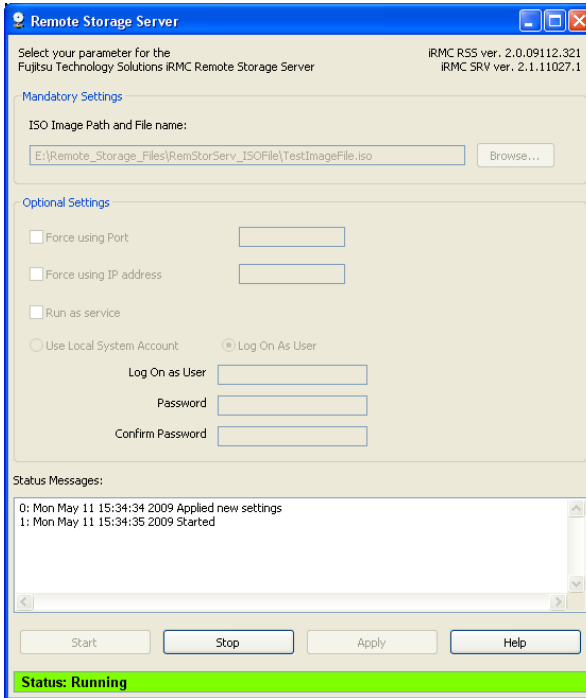 Remote Storage Server
Select your parameter for the
Fujitsu Technology Solutions iRMC Remote Storage Server
iRMC RSS ver. 2.0.09112.321
iRMC SRV ver. 2.1.11027.1
Mandatory Settings
ISO Image Path and File name:
E:\Remote_Storage_Files\RemStorServ_ISOFile\TestImageFile.iso
Browse...
Optional Settings
Force using Port
Force using IP address
Run as service
Use Local System Account Log On As User
Log On as User
Password
Confirm Password
Status Messages:
0: Mon May 11 15:34:34 2009 Applied new settings
1: Mon May 11 15:34:35 2009 Started
Start Stop Apply Help
Status: Running